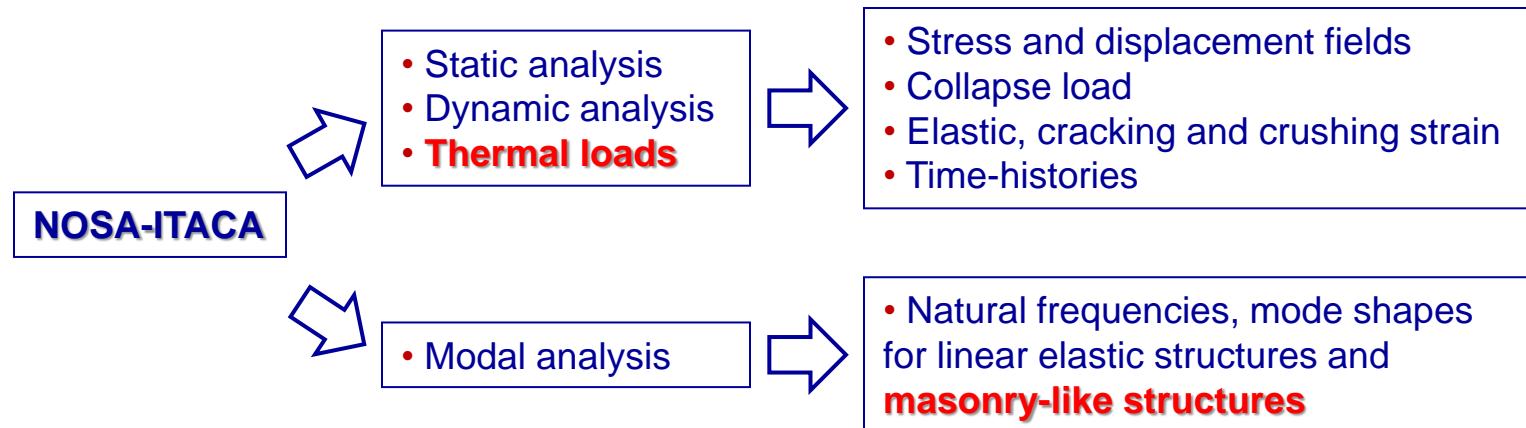 NOSA-ITACA
• Static analysis
• Dynamic analysis
• Thermal loads
• Stress and displacement fields
• Collapse load
• Elastic, cracking and crushing strain
• Time-histories
• Modal analysis
• Natural frequencies, mode shapes
for linear elastic structures and
masonry-like structures